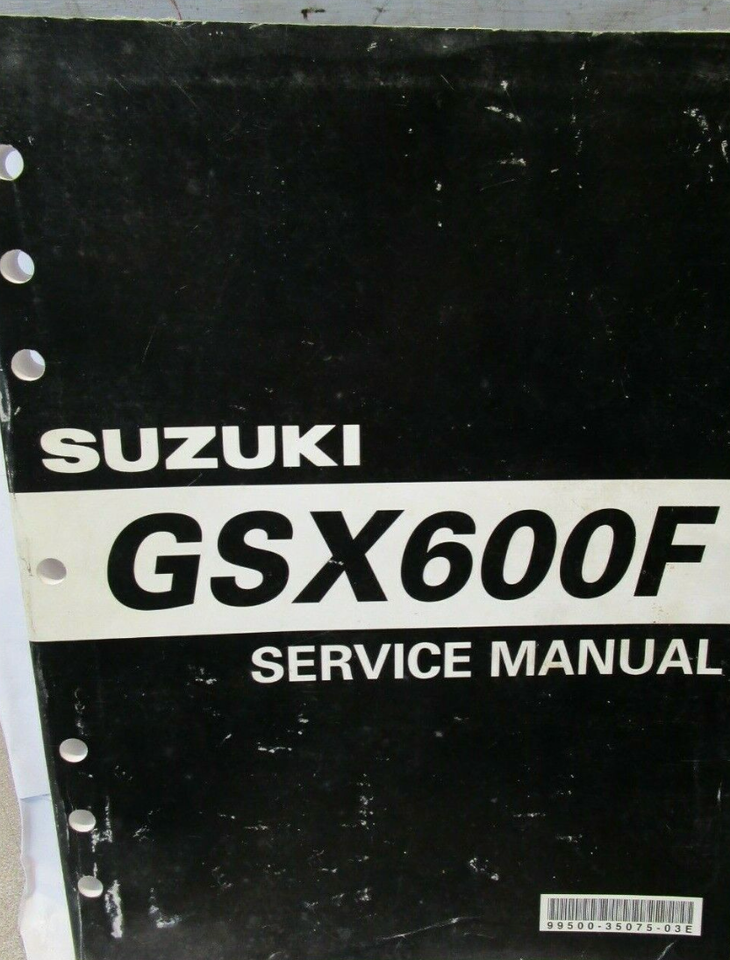 SUZUKI
GSX600F
SERVICE MANUAL
99500-35075-03E